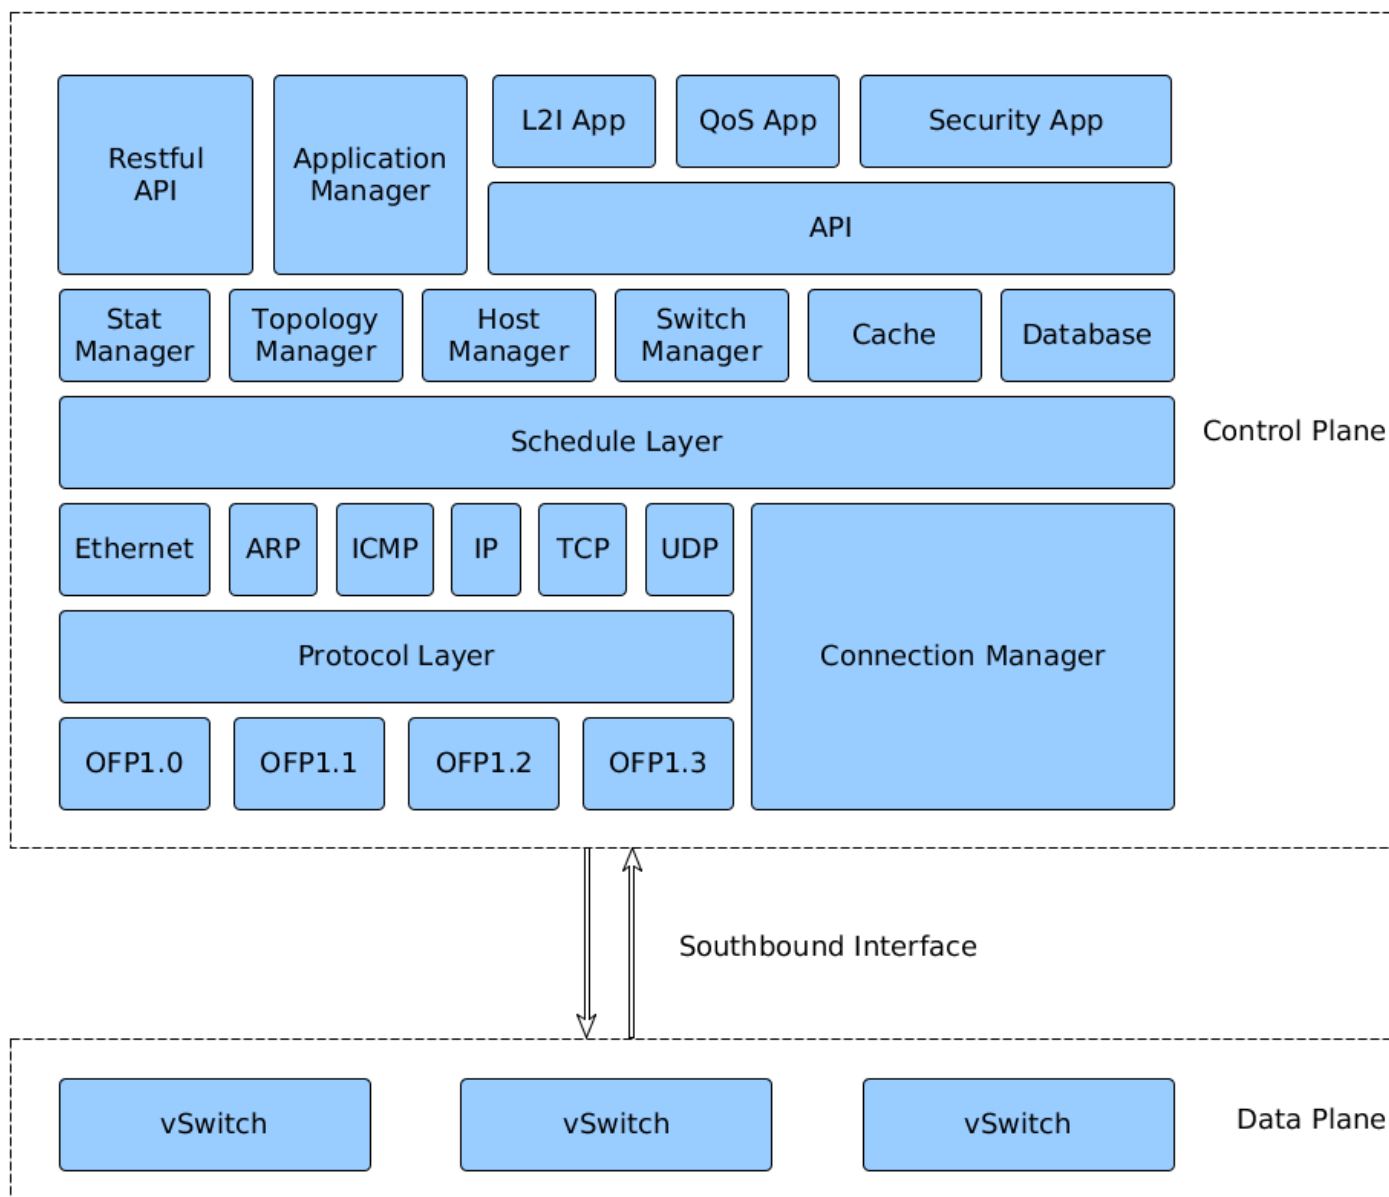 Restful
API
Application
Manager
L2I App
QoS App
Security App
API
Stat
Manager
Topology
Manager
Host
Manager
Switch
Manager
Cache
Database
Schedule Layer
Control Plane
Ethernet
ARP
ICMP
IP
TCP
UDP
Protocol Layer
Connection Manager
OFP1.0
OFP1.1
OFP1.2
OFP1.3
Southbound Interface
vSwitch
vSwitch
vSwitch
Data Plane